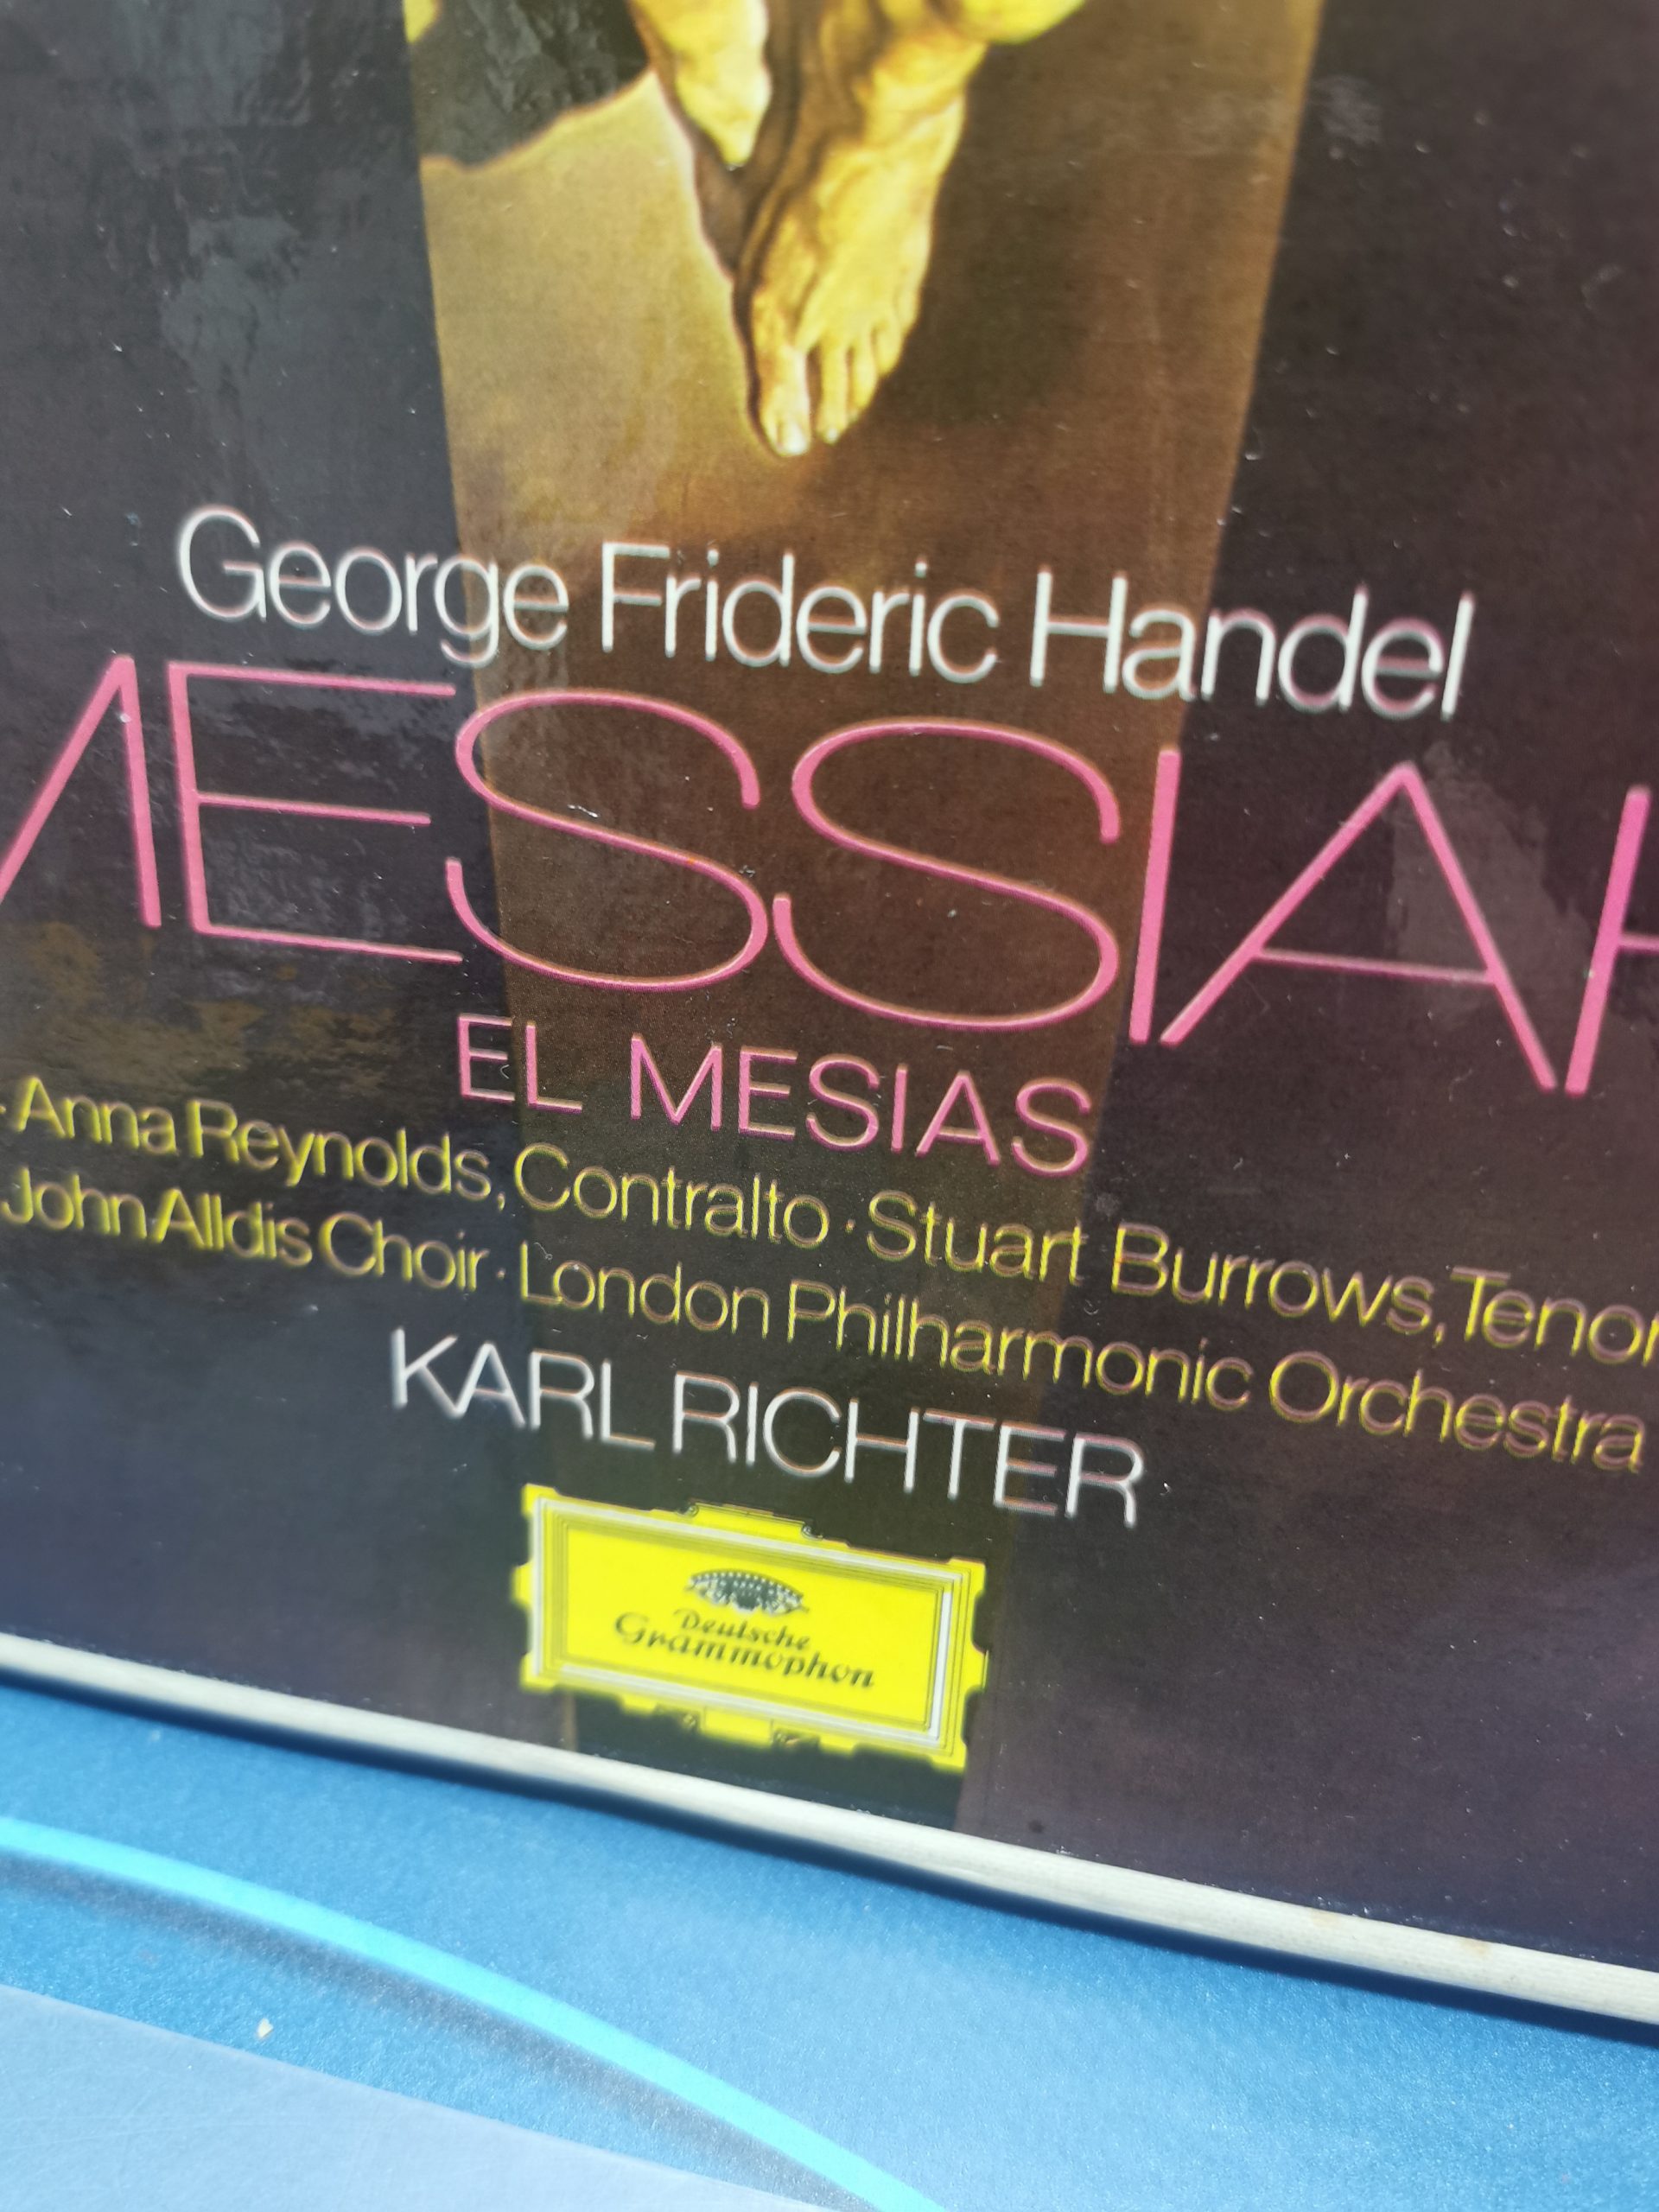 George Frideric Handel
MESSIAH
EL MESIAS
· Anna Reynolds, Contralto · Stuart Burrows, Tenor
John Alldis Choir · London Philharmonic Orchestra
KARL RICHTER
Deutsche
Grammophon